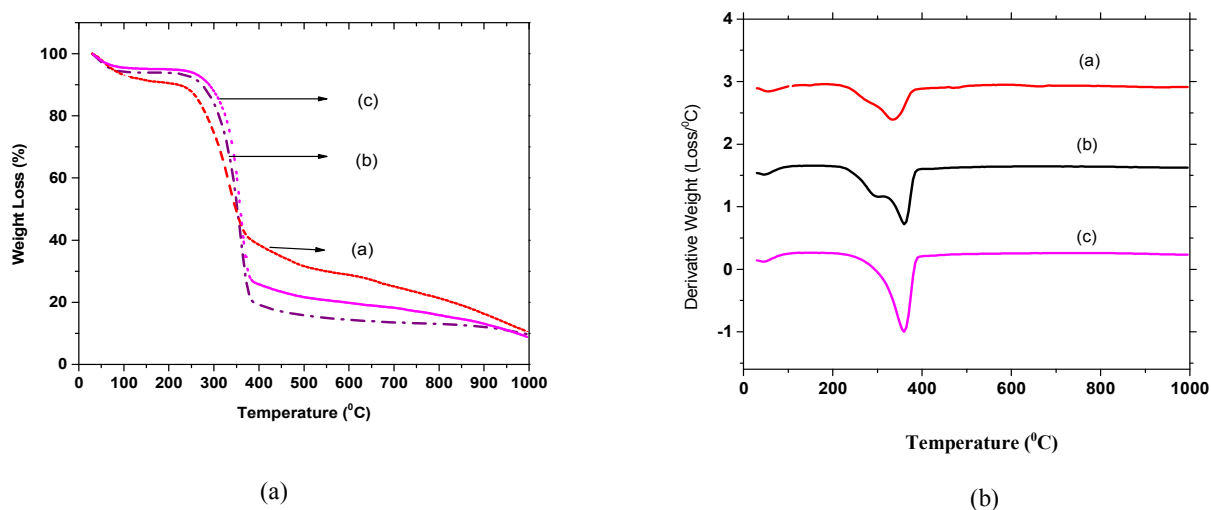 100
80
60
40
20
0
Weight Loss (%)
(c)
(b)
(a)
0 100 200 300 400 500 600 700 800 900 1000
Temperature (⁰C)
(a)
4
3
2
1
0
-1
Derivative Weight (Loss/⁰C)
(a)
(b)
(c)
0 200 400 600 800 1000
Temperature (⁰C)
(b)